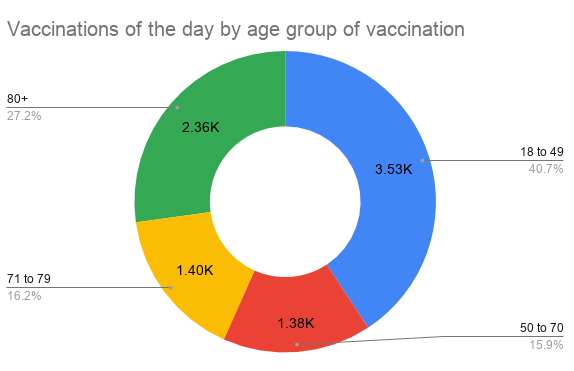 Vaccinations of the day by age group of vaccination
80+
27.2%
2.36K
3.53K
18 to 49
40.7%
71 to 79
16.2%
1.40K
1.38K
50 to 70
15.9%